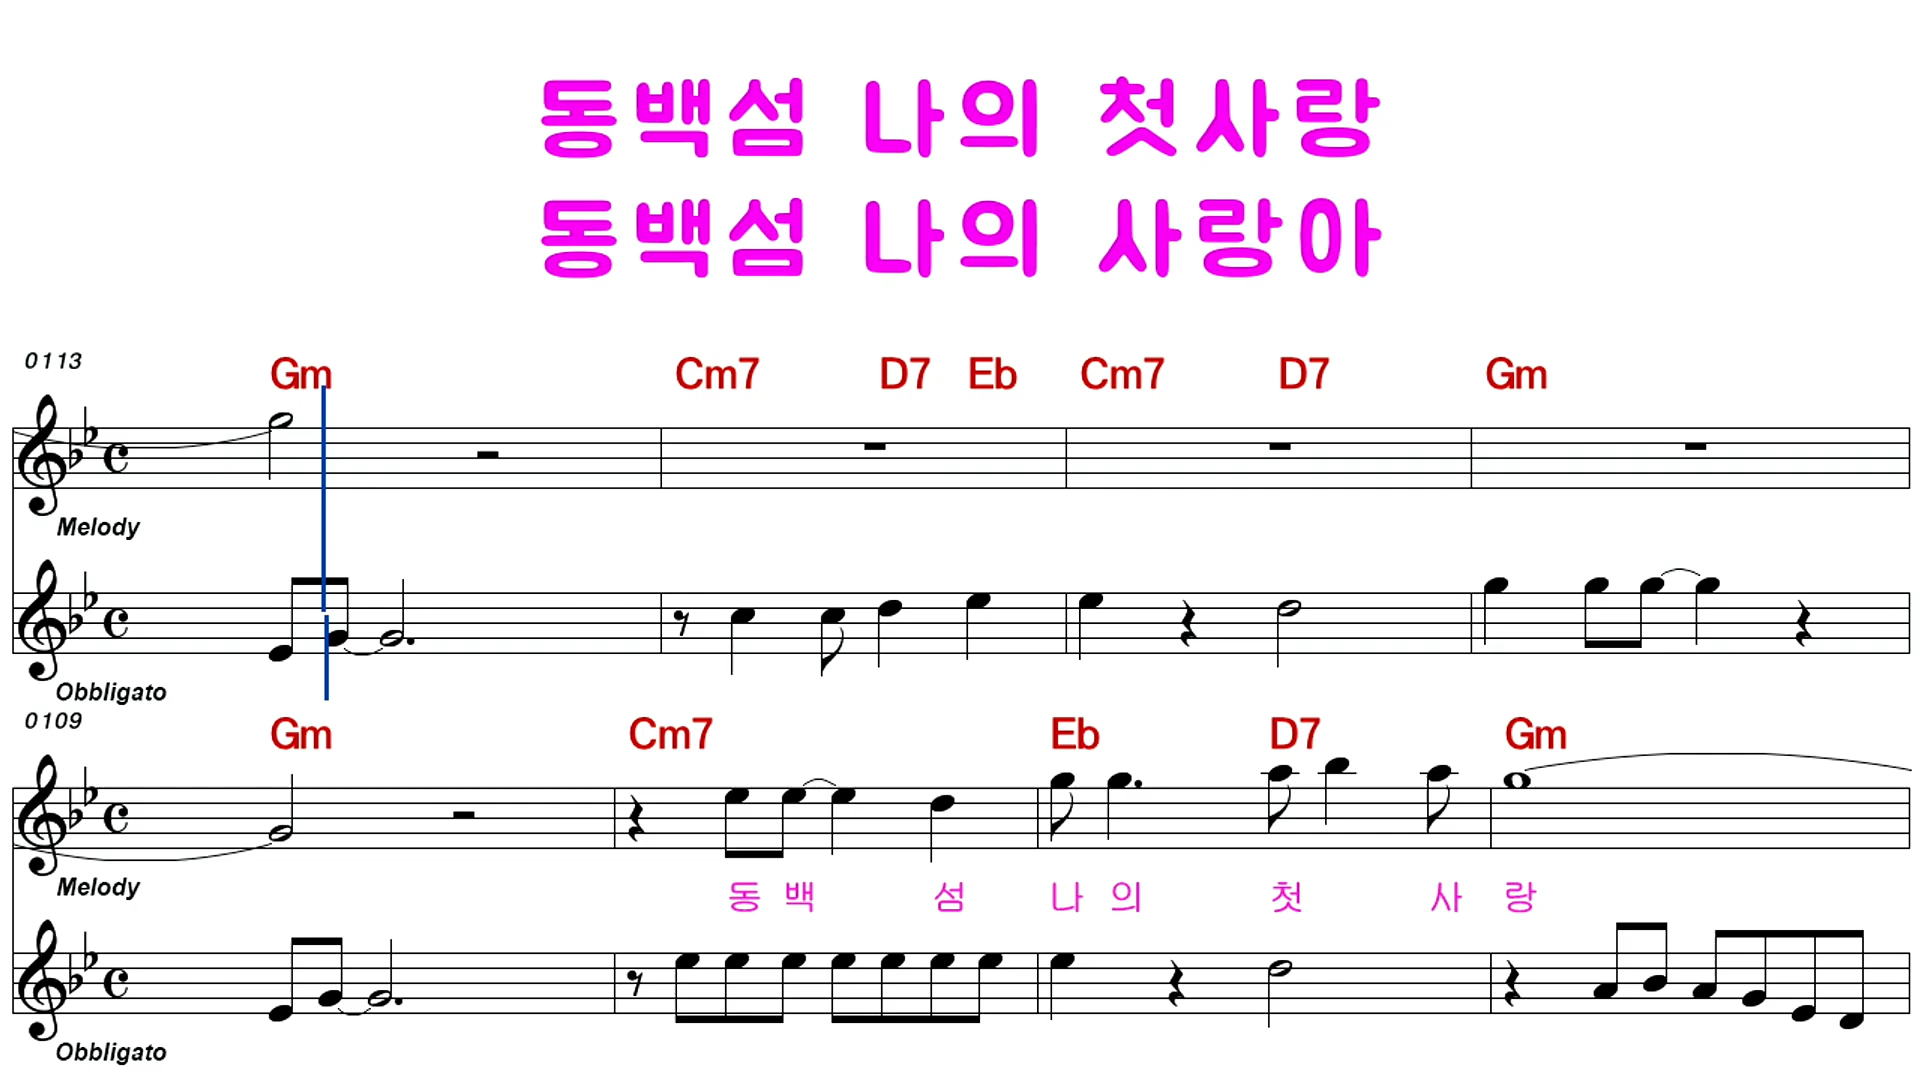 동백섬 나의 첫사랑
동백섬 나의 사랑아
0113
Gm Cm7 D7 Eb Cm7 D7 Gm
Melody
Obbligato
0109
Gm Cm7 Eb D7 Gm
Melody
동 백 섬 나 의 첫 사 랑
Obbligato